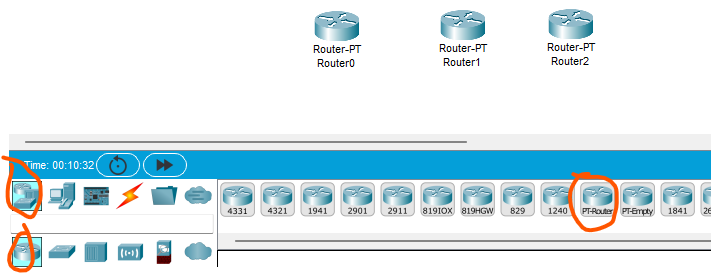 Router-PT
Router0
Router-PT
Router1
Router-PT
Router2
Time: 00:10:32
4331
4321
1941
2901
2911
819IOX
819HGW
829
1240
PT-Router
PT-Empty
1841
26